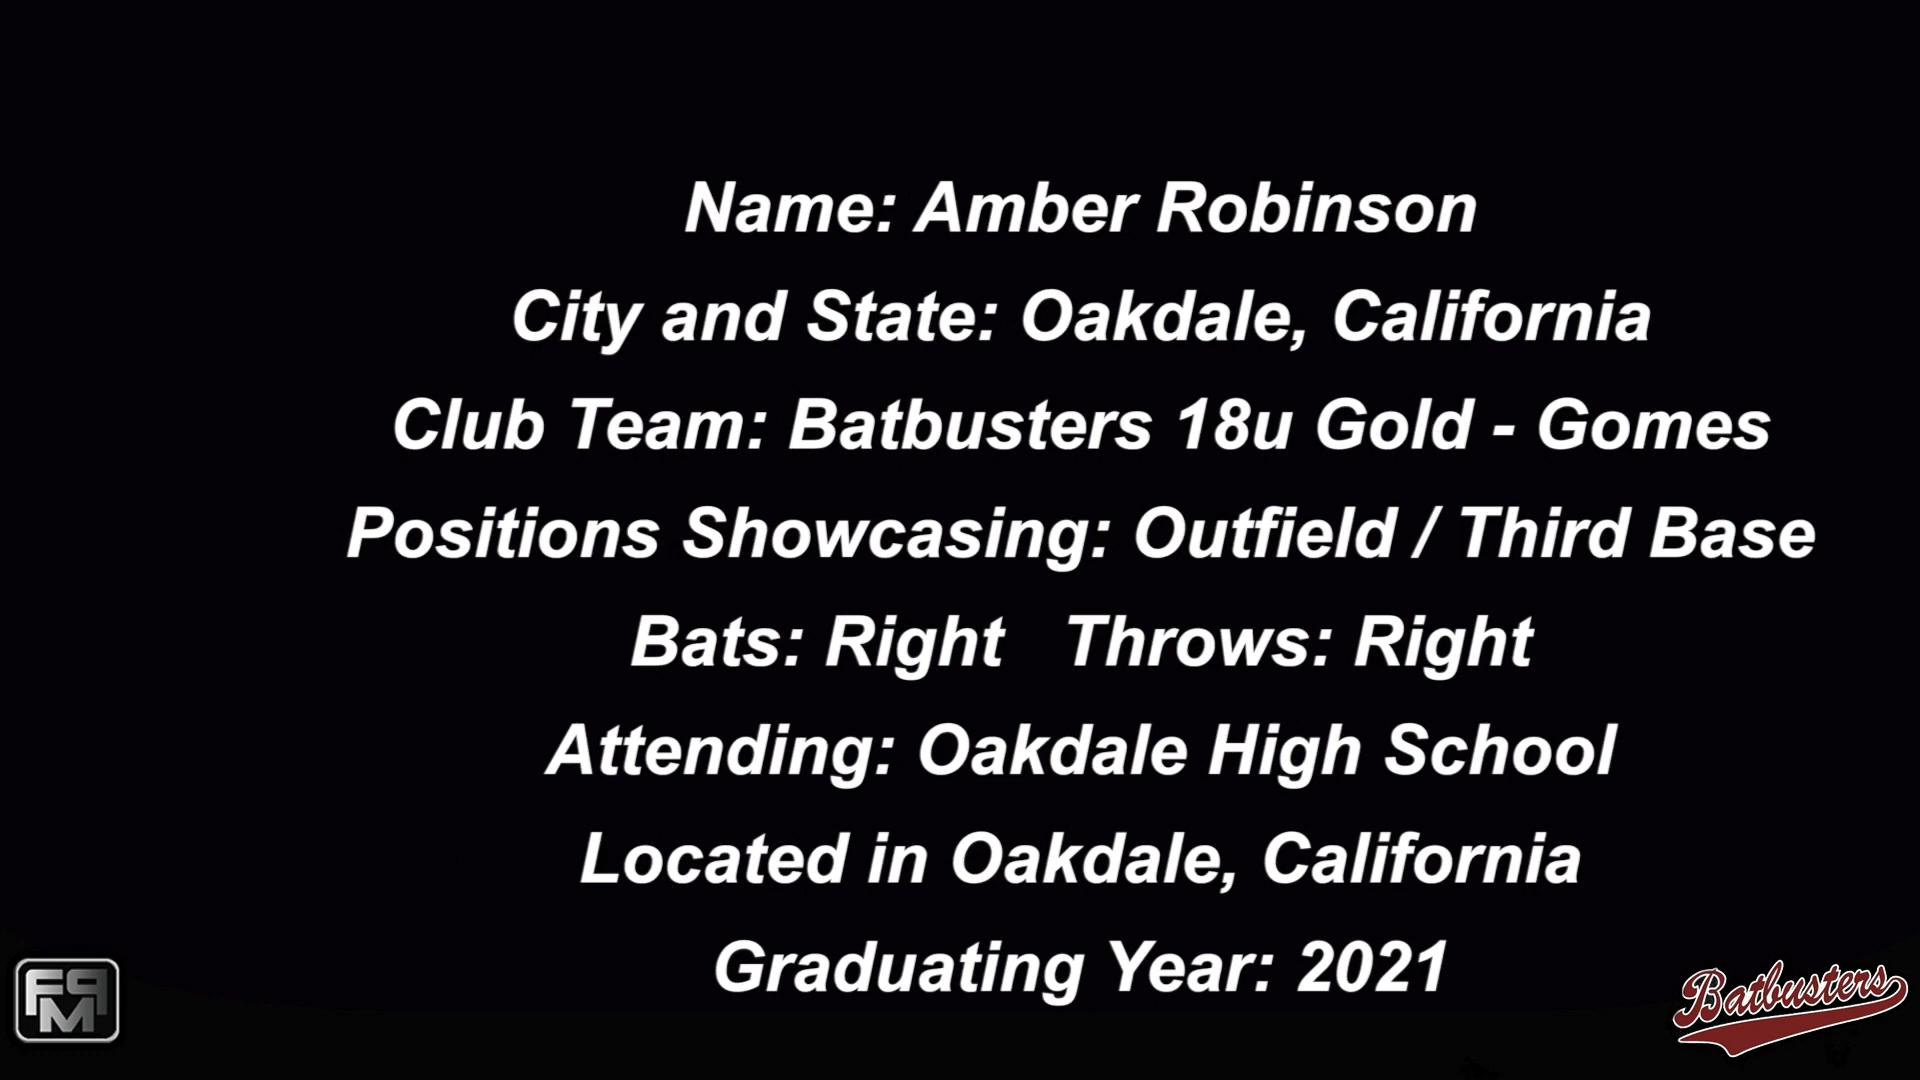 Name: Amber Robinson
City and State: Oakdale, California
Club Team: Batbusters 18u Gold - Gomes
Positions Showcasing: Outfield / Third Base
Bats: Right   Throws: Right
Attending: Oakdale High School
Located in Oakdale, California
Graduating Year: 2021
FPM
Batbusters